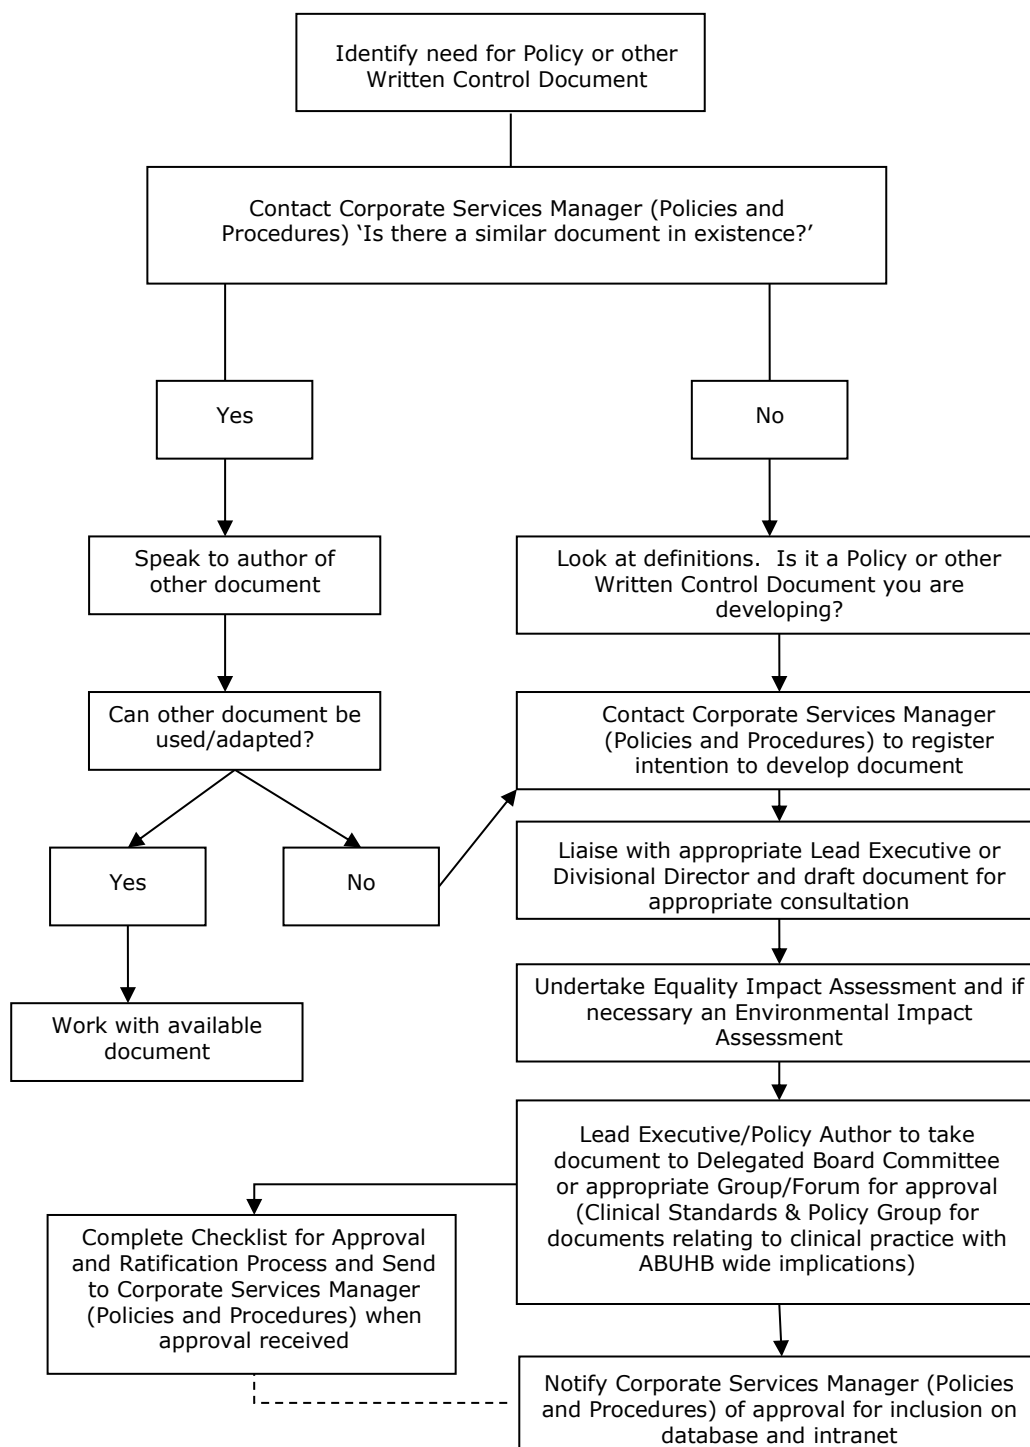 Identify need for Policy or other
Written Control Document
Contact Corporate Services Manager (Policies and
Procedures) ‘Is there a similar document in existence?’
Yes
No
Speak to author of
other document
Look at definitions.  Is it a Policy or other
Written Control Document you are
developing?
Can other document be
used/adapted?
Contact Corporate Services Manager
(Policies and Procedures) to register
intention to develop document
Yes
No
Liaise with appropriate Lead Executive or
Divisional Director and draft document for
appropriate consultation
Work with available
document
Undertake Equality Impact Assessment and if
necessary an Environmental Impact
Assessment
Lead Executive/Policy Author to take
document to Delegated Board Committee
or appropriate Group/Forum for approval
(Clinical Standards & Policy Group for
documents relating to clinical practice with
ABUHB wide implications)
Complete Checklist for Approval
and Ratification Process and Send
to Corporate Services Manager
(Policies and Procedures) when
approval received
Notify Corporate Services Manager (Policies
and Procedures) of approval for inclusion on
database and intranet